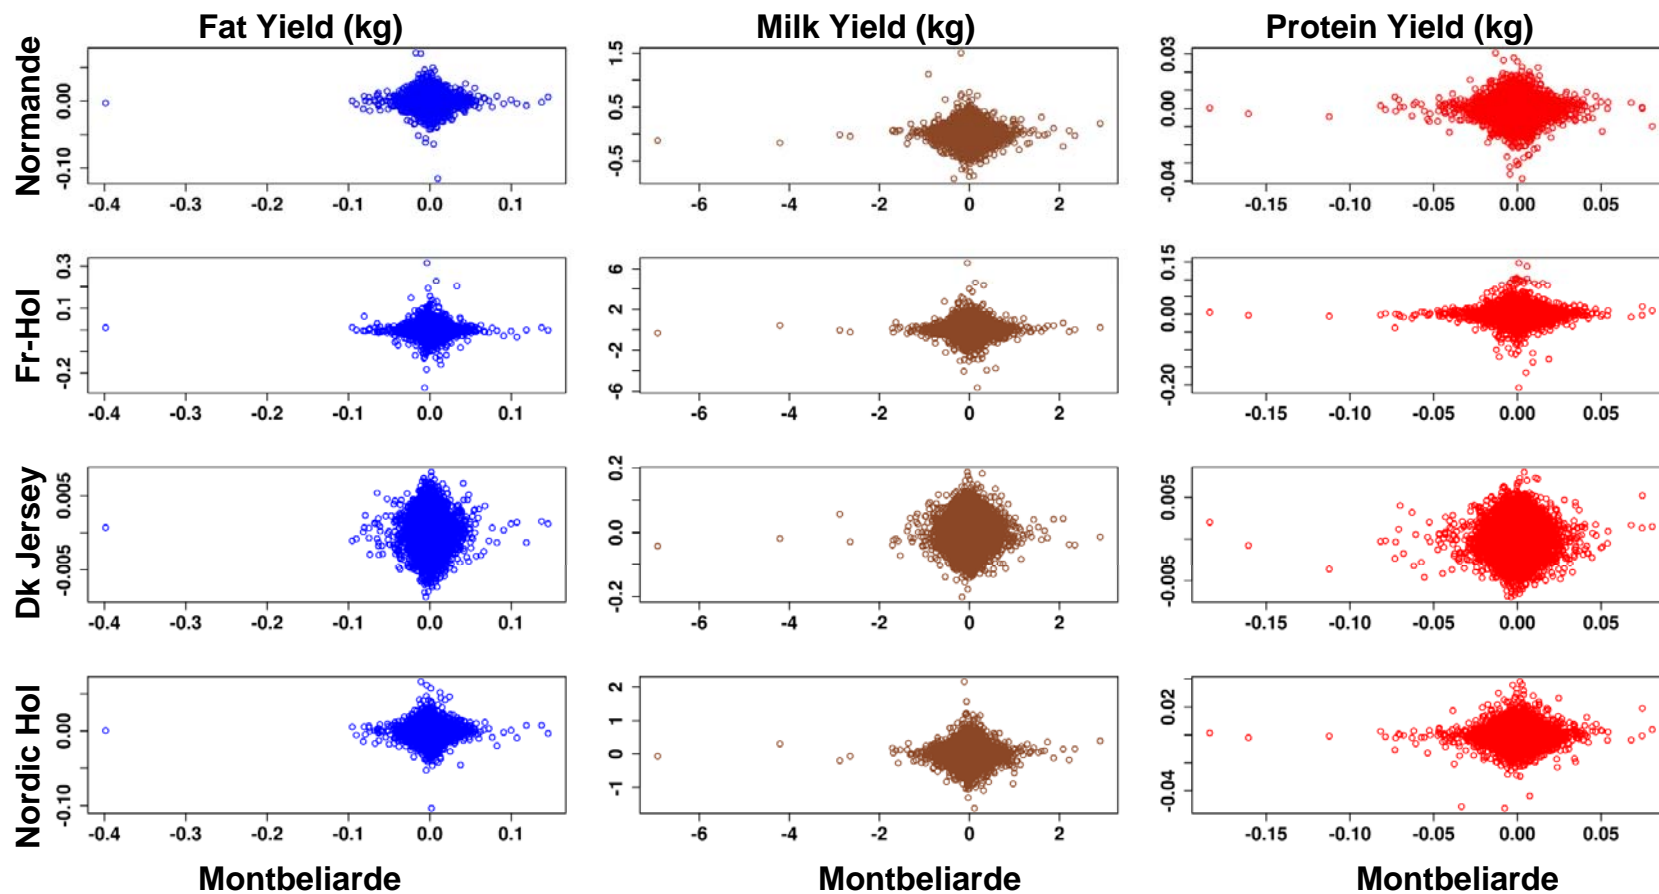 Fat Yield (kg) Milk Yield (kg) Protein Yield (kg)
Normande
0.00 -0.10
-0.4 -0.3 -0.2 -0.1 0.0 0.1
1.5 0.5 -0.5
-6 -4 -2 0 2
0.03 0.00 -0.04
-0.15 -0.10 -0.05 0.00 0.05
Fr-Hol
0.3 0.1 -0.2
-0.4 -0.3 -0.2 -0.1 0.0 0.1
6 2 -2 -6
-6 -4 -2 0 2
0.15 0.00 -0.20
-0.15 -0.10 -0.05 0.00 0.05
Dk Jersey
0.005 -0.005
-0.4 -0.3 -0.2 -0.1 0.0 0.1
0.2 0.0 -0.2
-6 -4 -2 0 2
0.005 -0.005
-0.15 -0.10 -0.05 0.00 0.05
Nordic Hol
0.00 -0.10
-0.4 -0.3 -0.2 -0.1 0.0 0.1
2 1 0 -1
-6 -4 -2 0 2
0.02 -0.04
-0.15 -0.10 -0.05 0.00 0.05
Montbeliarde Montbeliarde Montbeliarde